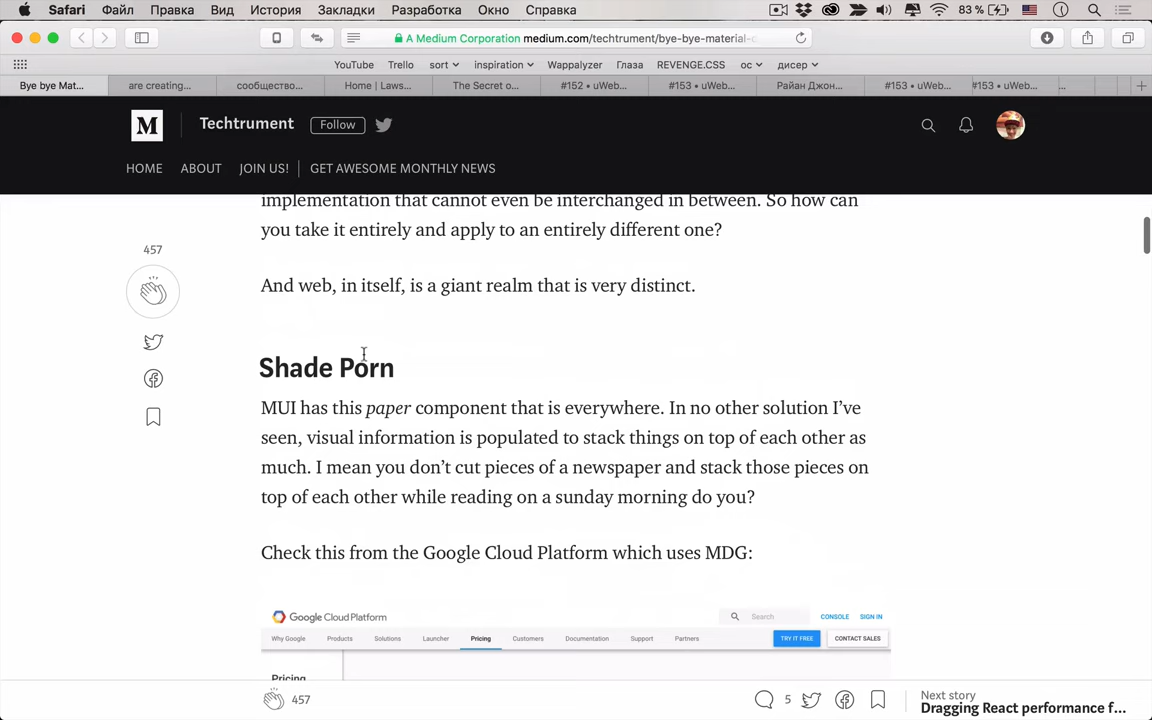 Safari Файл Правка Вид История Закладки Разработка Окно Справка 83 %
A Medium Corporation medium.com/techtrument/bye-bye-material-c
YouTube Trello sort inspiration Wappalyzer Глаза REVENGE.CSS ос дисер
Bye bye Mat... are creating... сообщество... Home | Laws... The Secret o... #152 • uWeb... #153 • uWeb... Райан Джон... #153 • uWeb... #153 • uWeb...
M Techtrument Follow
HOME ABOUT JOIN US! GET AWESOME MONTHLY NEWS
implementation that cannot even be interchanged in between. So how can
you take it entirely and apply to an entirely different one?
457
And web, in itself, is a giant realm that is very distinct.
Shade Porn
MUI has this paper component that is everywhere. In no other solution I’ve
seen, visual information is populated to stack things on top of each other as
much. I mean you don’t cut pieces of a newspaper and stack those pieces on
top of each other while reading on a sunday morning do you?
Check this from the Google Cloud Platform which uses MDG:
Google Cloud Platform Search CONSOLE SIGN IN
Why Google Products Solutions Launcher Pricing Customers Documentation Support Partners TRY IT FREE CONTACT SALES
Pricing
457 5 Next story
Dragging React performance f...